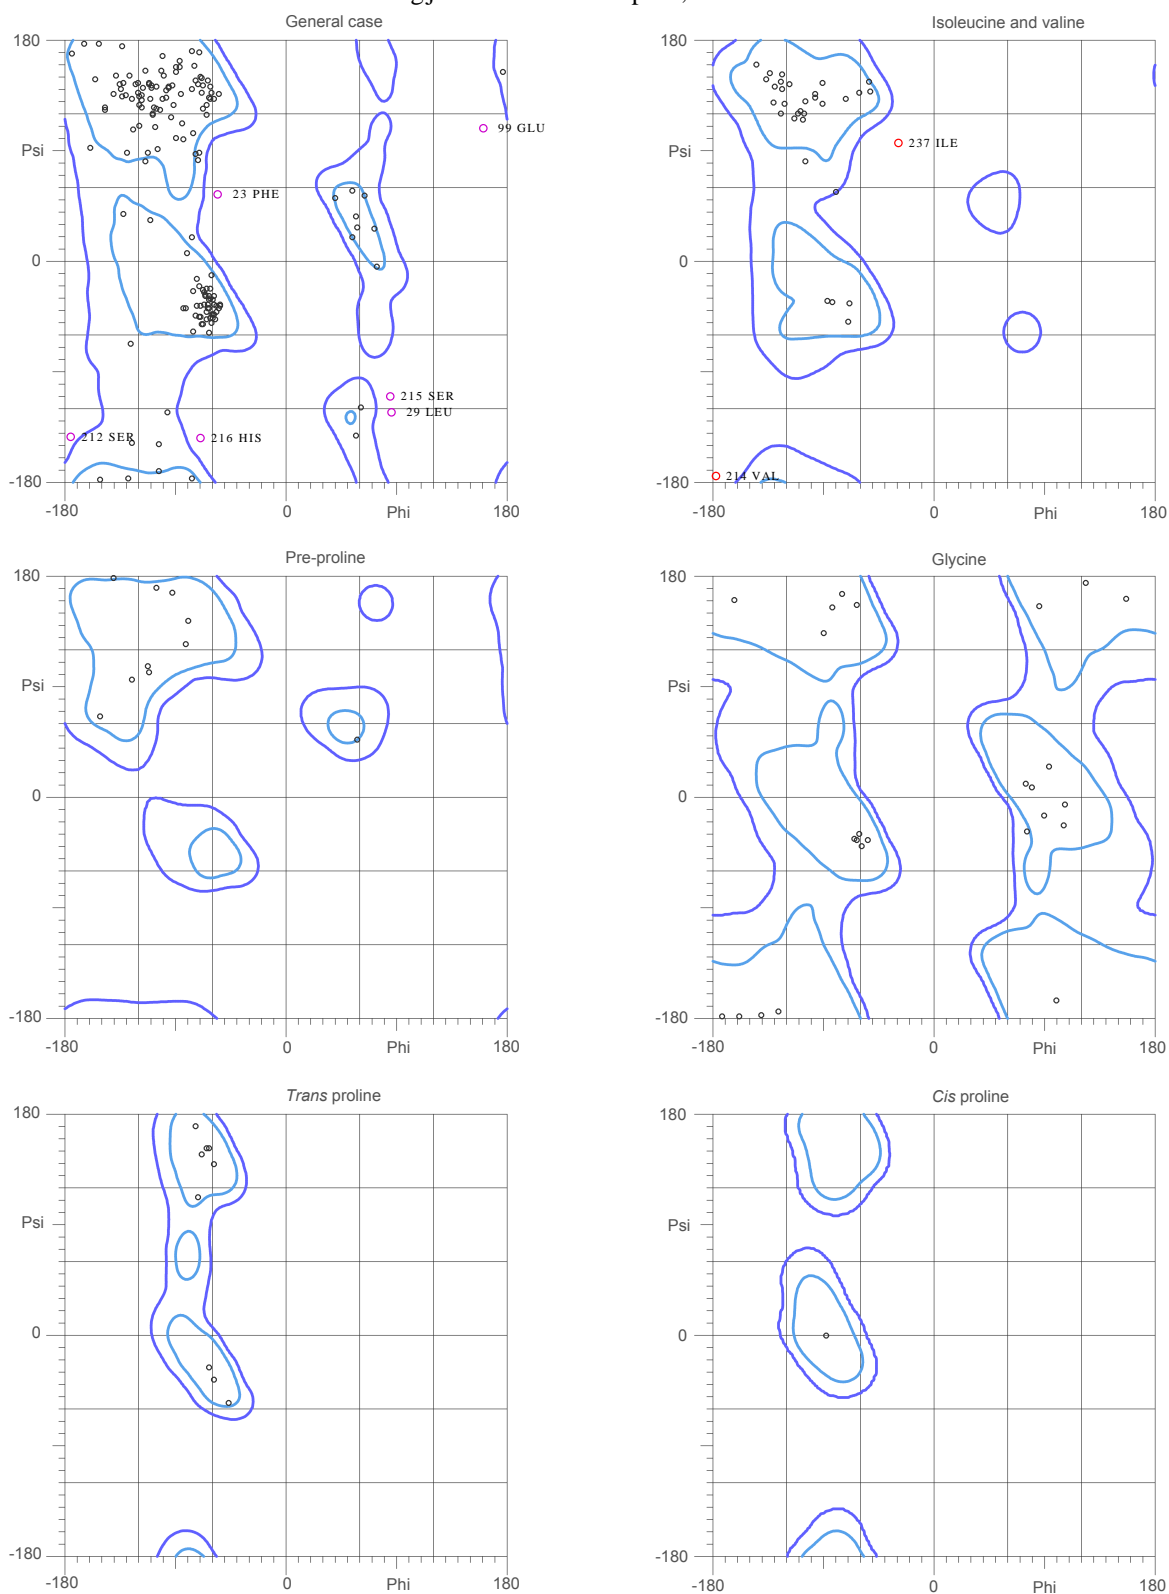 General case
180
Psi
0
-180
-180
0
Phi
180
99 GLU
23 PHE
215 SER
29 LEU
212 SER
216 HIS
Isoleucine and valine
180
Psi
0
-180
-180
0
Phi
180
237 ILE
214 VAL
Pre-proline
180
Psi
0
-180
-180
0
Phi
180
Glycine
180
Psi
0
-180
-180
0
Phi
180
Trans proline
180
Psi
0
-180
-180
0
Phi
180
Cis proline
180
Psi
0
-180
-180
0
Phi
180